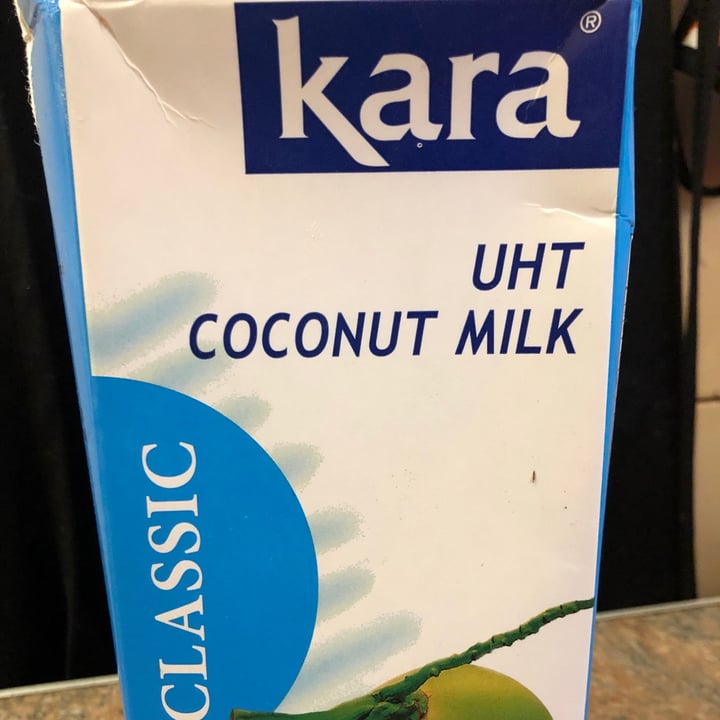 kara®
UHT
COCONUT MILK
CLASSIC